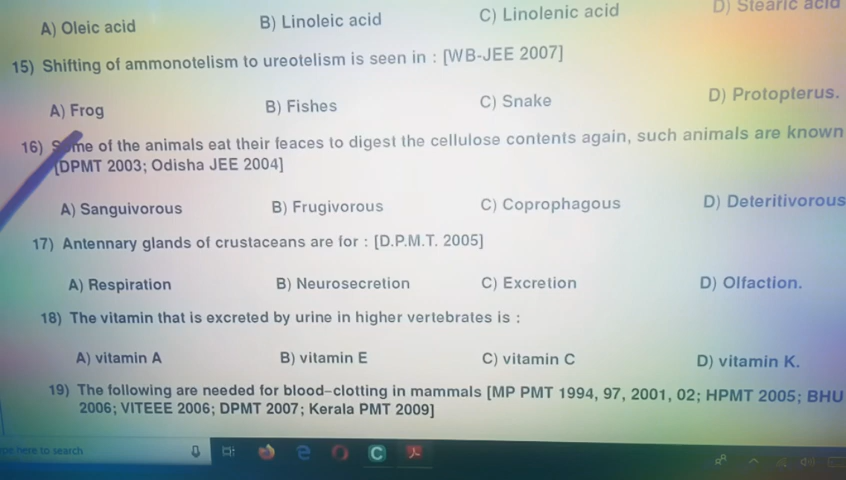 A) Oleic acid B) Linoleic acid C) Linolenic acid D) Stearic acid
15) Shifting of ammonotelism to ureotelism is seen in : [WB-JEE 2007]
A) Frog B) Fishes C) Snake D) Protopterus.
16) Some of the animals eat their feaces to digest the cellulose contents again, such animals are known
[DPMT 2003; Odisha JEE 2004]
A) Sanguivorous B) Frugivorous C) Coprophagous D) Deteritivorous
17) Antennary glands of crustaceans are for : [D.P.M.T. 2005]
A) Respiration B) Neurosecretion C) Excretion D) Olfaction.
18) The vitamin that is excreted by urine in higher vertebrates is :
A) vitamin A B) vitamin E C) vitamin C D) vitamin K.
19) The following are needed for blood-clotting in mammals [MP PMT 1994, 97, 2001, 02; HPMT 2005; BHU
2006; VITEEE 2006; DPMT 2007; Kerala PMT 2009]
pe here to search